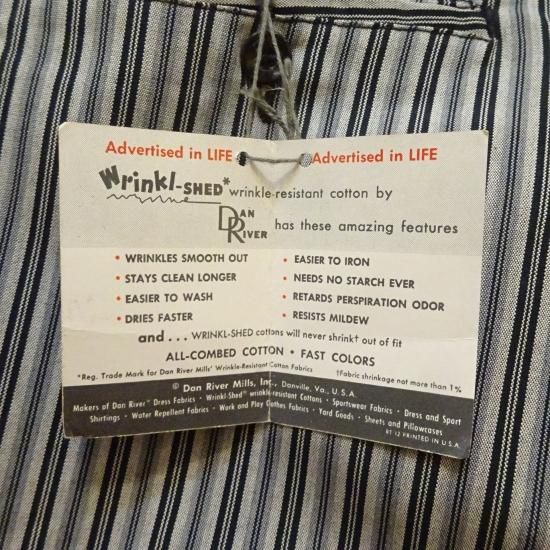 Advertised in LIFE Advertised in LIFE
Wrinkl-SHED* wrinkle-resistant cotton by
DAN RIVER has these amazing features
• WRINKLES SMOOTH OUT
• STAYS CLEAN LONGER
• EASIER TO WASH
• DRIES FASTER
• EASIER TO IRON
• NEEDS NO STARCH EVER
• RETARDS PERSPIRATION ODOR
• RESISTS MILDEW
and... WRINKL-SHED cottons will never shrink† out of fit
ALL-COMBED COTTON • FAST COLORS
*Reg. Trade Mark for Dan River Mills' Wrinkle-Resistant Cotton Fabrics †Fabric shrinkage not more than 1%
© Dan River Mills, Inc., Danville, Va., U.S.A.
Makers of Dan River* Dress Fabrics • Wrinkl-Shed* wrinkle-resistant Cottons • Sportswear Fabrics • Dress and Sport
Shirtings • Water Repellent Fabrics • Work and Play Clothes Fabrics • Yard Goods • Sheets and Pillowcases
RT 12 PRINTED IN U.S.A.